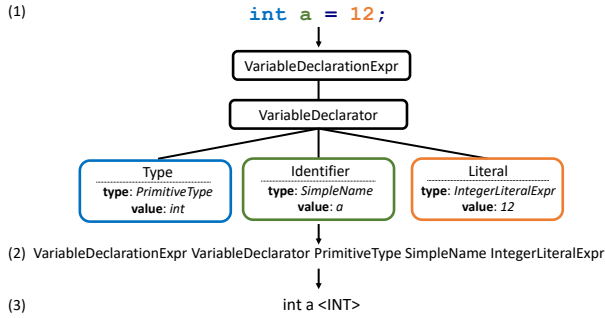 (1) int a = 12;
VariableDeclarationExpr
VariableDeclarator
Type Identifier Literal
type: PrimitiveType type: SimpleName type: IntegerLiteralExpr
value: int value: a value: 12
(2) VariableDeclarationExpr VariableDeclarator PrimitiveType SimpleName IntegerLiteralExpr
(3) int a <INT>